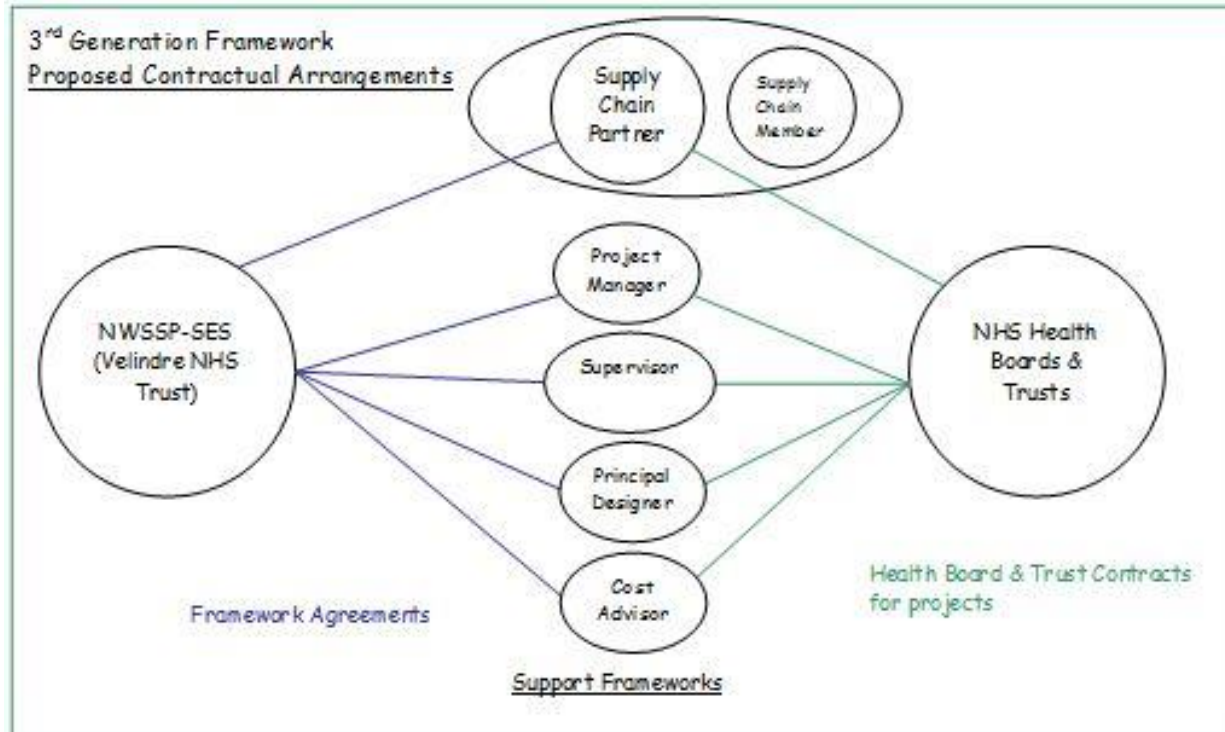 3rd Generation Framework
Proposed Contractual Arrangements
Supply
Chain
Partner
Supply
Chain
Member
Project
Manager
NWSSP-SES
(Velindre NHS
Trust)
Supervisor
NHS Health
Boards &
Trusts
Principal
Designer
Cost
Advisor
Framework Agreements
Health Board & Trust Contracts
for projects
Support Frameworks